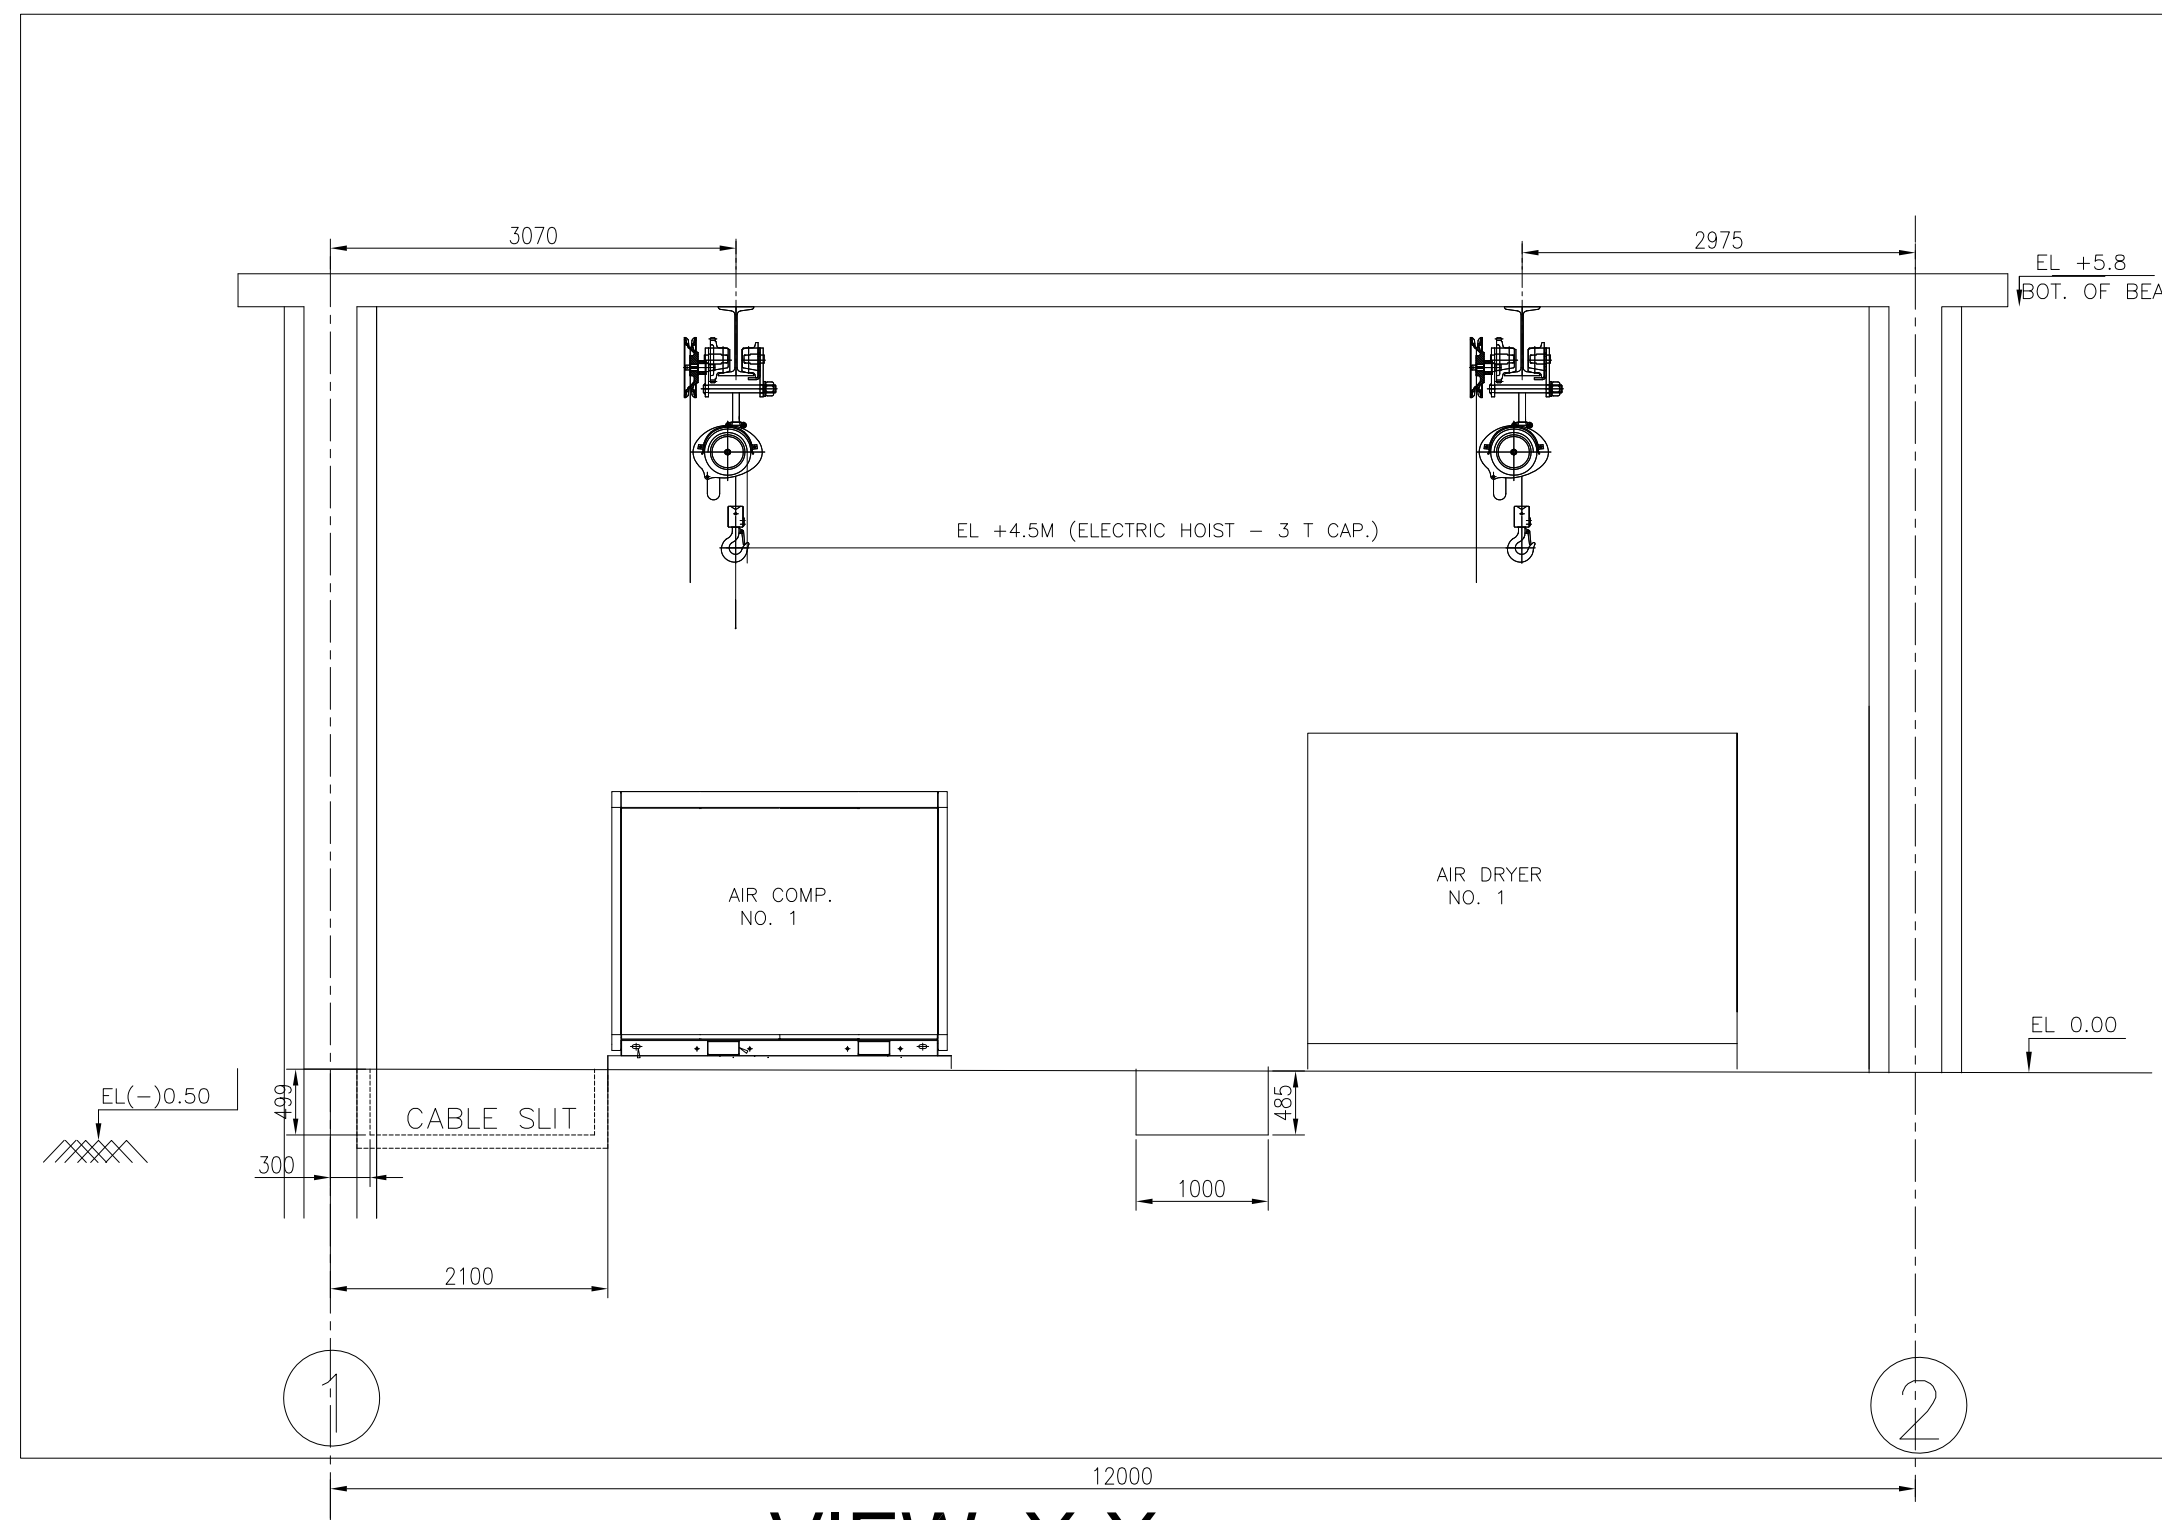 3070
2975
EL +5.8
BOT. OF BEA
EL +4.5M (ELECTRIC HOIST - 3 T CAP.)
AIR COMP.
NO. 1
AIR DRYER
NO. 1
EL 0.00
EL(-)0.50
499
CABLE SLIT
485
300
1000
2100
1
2
12000
VIEW X-X